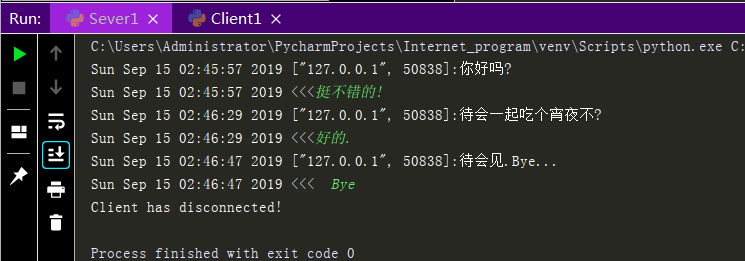 Run: Sever1 × Client1 ×
C:\Users\Administrator\PycharmProjects\Internet_program\venv\Scripts\python.exe C:
Sun Sep 15 02:45:57 2019 ["127.0.0.1", 50838]:你好吗?
Sun Sep 15 02:45:57 2019 <<<挺不错的!
Sun Sep 15 02:46:29 2019 ["127.0.0.1", 50838]:待会一起吃个宵夜不?
Sun Sep 15 02:46:29 2019 <<<好的.
Sun Sep 15 02:46:47 2019 ["127.0.0.1", 50838]:待会见.Bye...
Sun Sep 15 02:46:47 2019 <<<  Bye
Client has disconnected!
Process finished with exit code 0